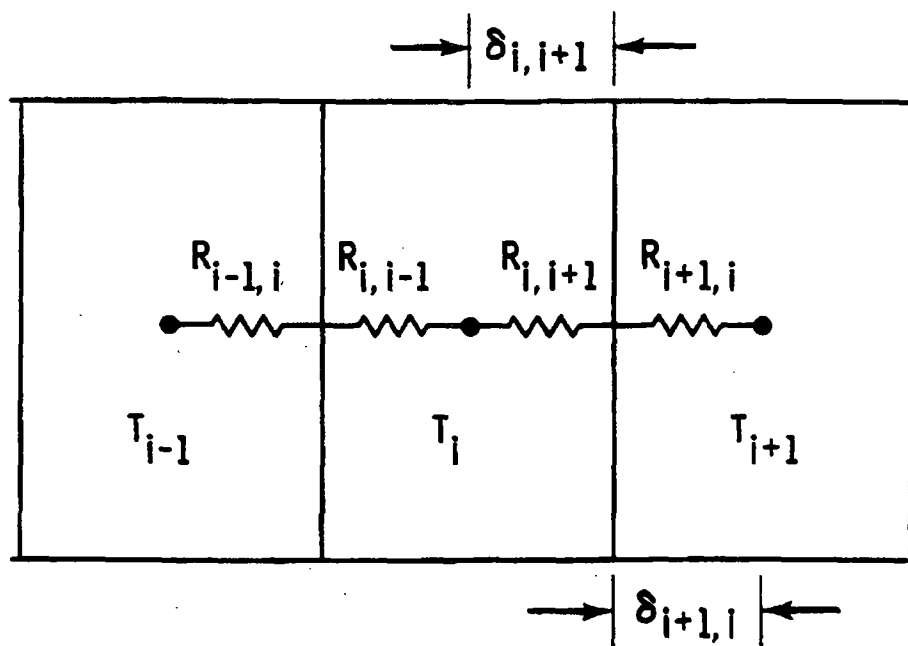 δi, i+1
Ri-1, i Ri, i-1 Ri, i+1 Ri+1, i
Ti-1 Ti Ti+1
δi+1, i